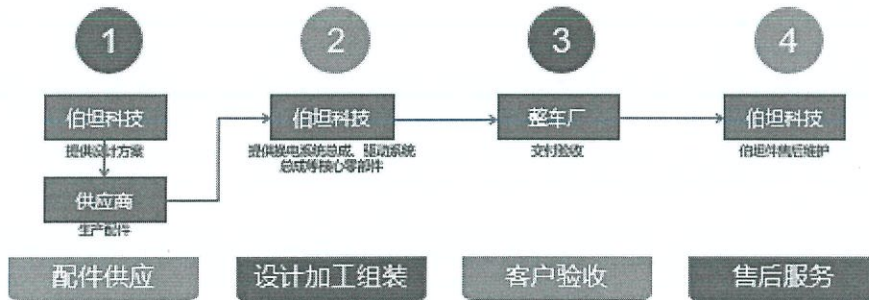 1
2
3
4
伯坦科技
提供设计方案
供应商
生产配件
伯坦科技
提供换电系统总成、驱动系统
总成等核心零部件
整车厂
交付验收
伯坦科技
伯坦件售后维护
配件供应
设计加工组装
客户验收
售后服务